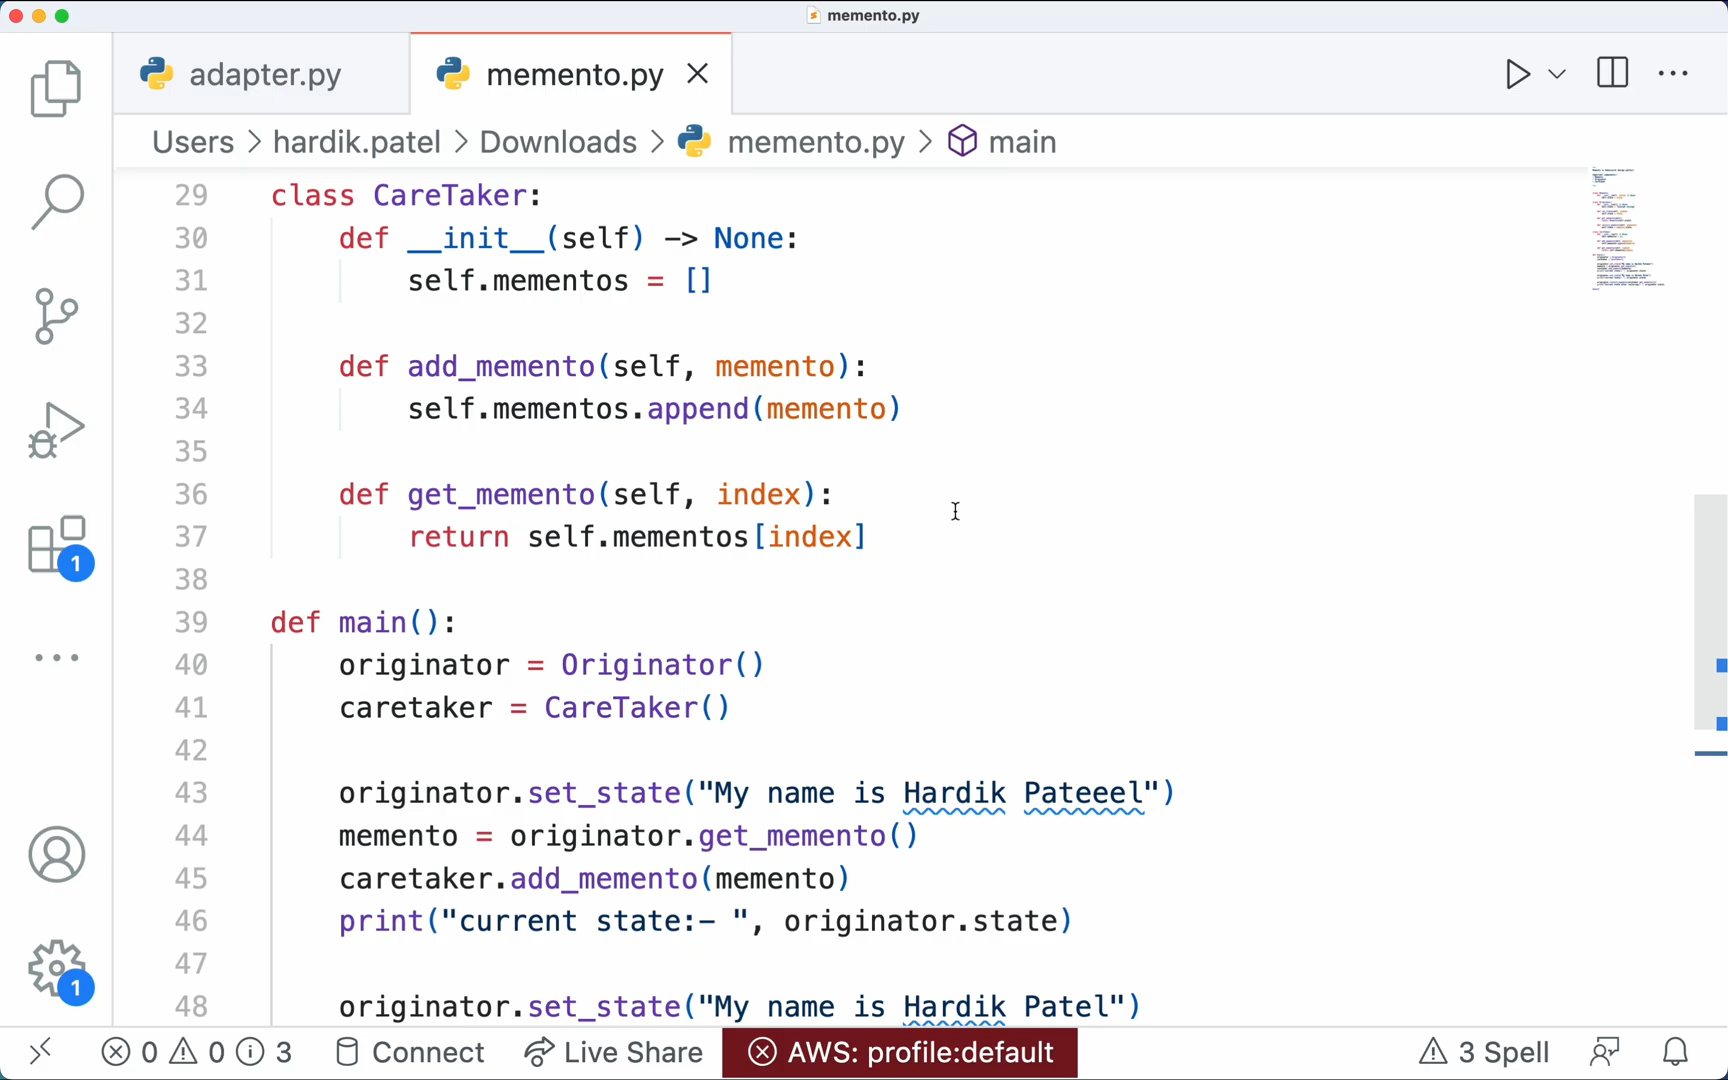 memento.py
adapter.py
memento.py
Users > hardik.patel > Downloads > memento.py > main
29 class CareTaker:
30 def __init__(self) -> None:
31 self.mementos = []
32
33 def add_memento(self, memento):
34 self.mementos.append(memento)
35
36 def get_memento(self, index):
37 return self.mementos[index]
38
39 def main():
40 originator = Originator()
41 caretaker = CareTaker()
42
43 originator.set_state("My name is Hardik Pateeel")
44 memento = originator.get_memento()
45 caretaker.add_memento(memento)
46 print("current state:- ", originator.state)
47
48 originator.set_state("My name is Hardik Patel")
1
1
0 0 3 Connect Live Share AWS: profile:default 3 Spell